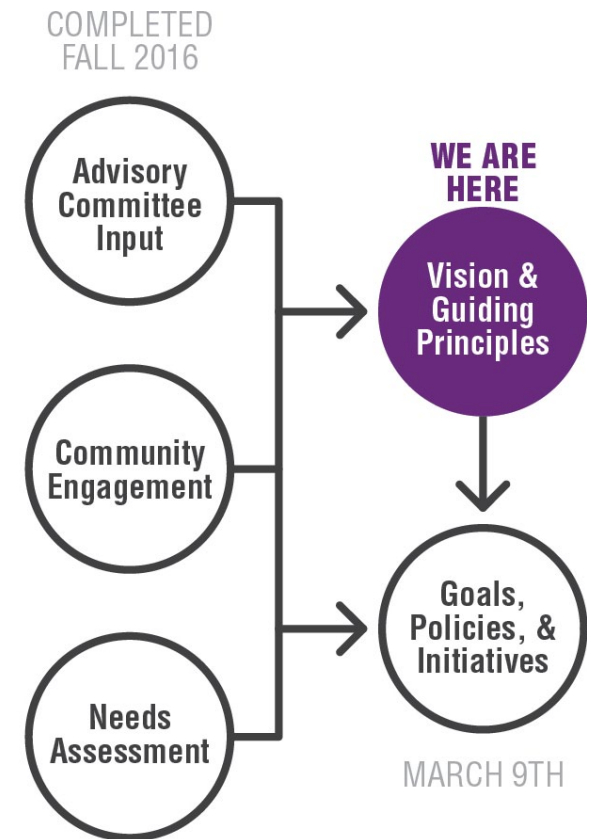 COMPLETED
FALL 2016
Advisory
Committee
Input
Community
Engagement
Needs
Assessment
WE ARE
HERE
Vision &
Guiding
Principles
Goals,
Policies, &
Initiatives
MARCH 9TH